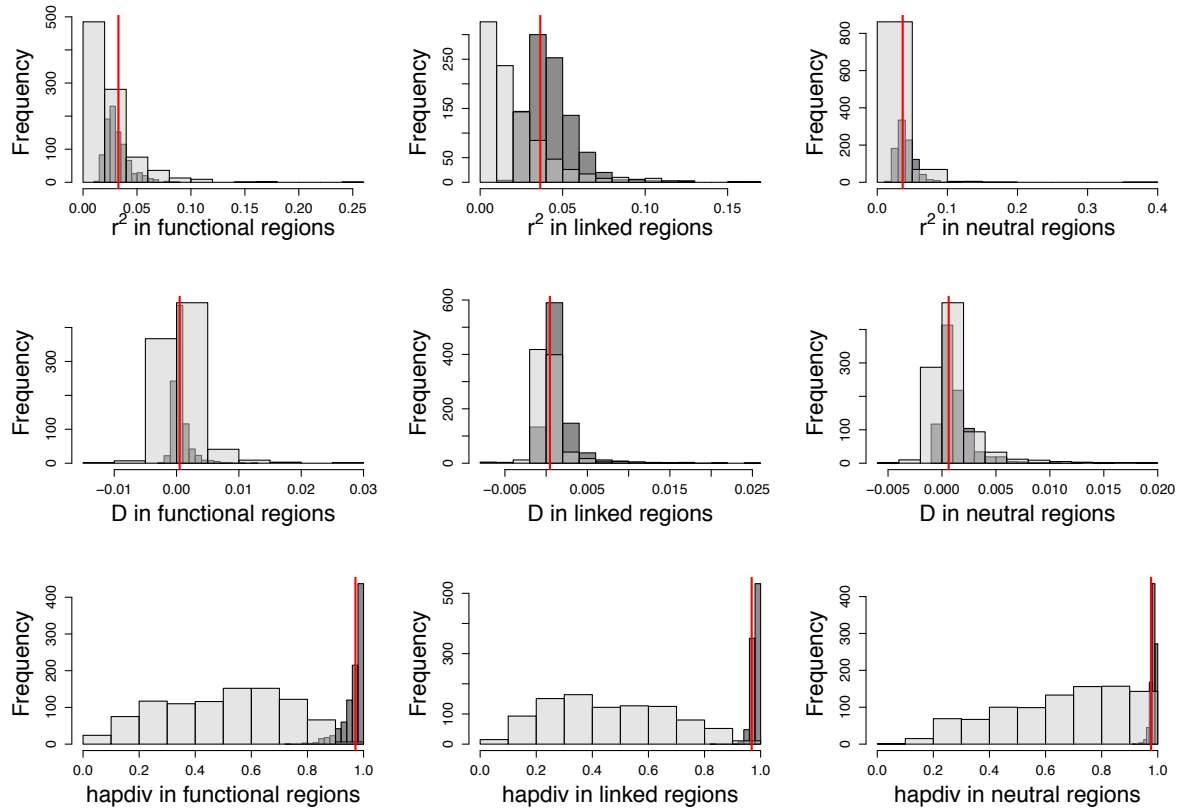 Frequency
0 100 300 500
0.00 0.05 0.10 0.15 0.20 0.25
r² in functional regions
Frequency
0 50 150 250
0.00 0.05 0.10 0.15
r² in linked regions
Frequency
0 200 400 600 800
0.0 0.1 0.2 0.3 0.4
r² in neutral regions
Frequency
0 100 300
−0.01 0.00 0.01 0.02 0.03
D in functional regions
Frequency
0 100 300 400 600
−0.005 0.005 0.015 0.025
D in linked regions
Frequency
0 100 300
−0.005 0.000 0.005 0.010 0.015 0.020
D in neutral regions
Frequency
0 100 200 300 400
0.0 0.2 0.4 0.6 0.8 1.0
hapdiv in functional regions
Frequency
0 100 300 500
0.0 0.2 0.4 0.6 0.8 1.0
hapdiv in linked regions
Frequency
0 100 200 300 400
0.0 0.2 0.4 0.6 0.8 1.0
hapdiv in neutral regions